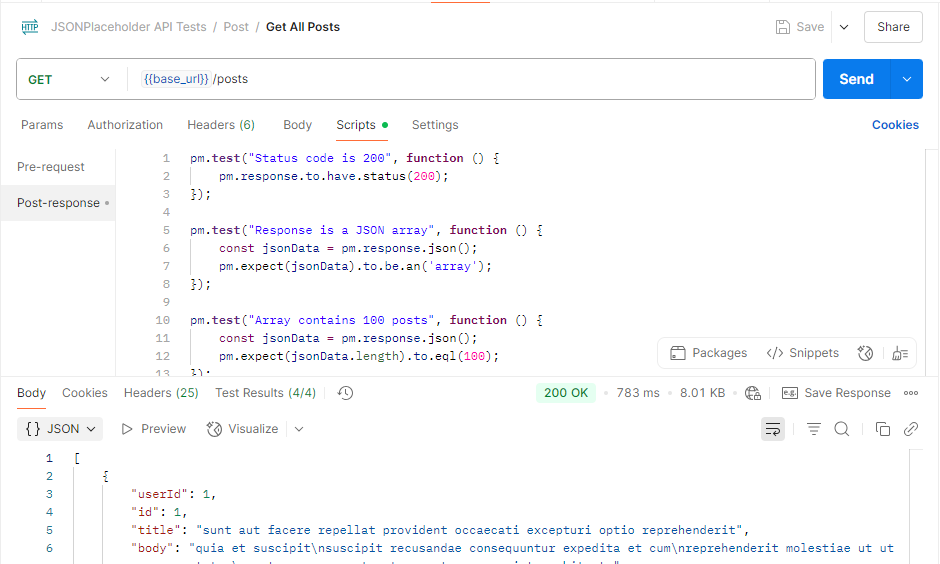 HTTP JSONPlaceholder API Tests / Post / Get All Posts Save Share
GET {{base_url}} /posts Send
Params Authorization Headers (6) Body Scripts Settings Cookies
Pre-request
Post-response
1 pm.test("Status code is 200", function () {
2 pm.response.to.have.status(200);
3 });
4
5 pm.test("Response is a JSON array", function () {
6 const jsonData = pm.response.json();
7 pm.expect(jsonData).to.be.an('array');
8 });
9
10 pm.test("Array contains 100 posts", function () {
11 const jsonData = pm.response.json();
12 pm.expect(jsonData.length).to.eql(100);
13 });
Packages </> Snippets
Body Cookies Headers (25) Test Results (4/4) 200 OK 783 ms 8.01 KB e.g. Save Response
{} JSON Preview Visualize
1 [
2 {
3 "userId": 1,
4 "id": 1,
5 "title": "sunt aut facere repellat provident occaecati excepturi optio reprehenderit",
6 "body": "quia et suscipit\nsuscipit recusandae consequuntur expedita et cum\nreprehenderit molestiae ut ut